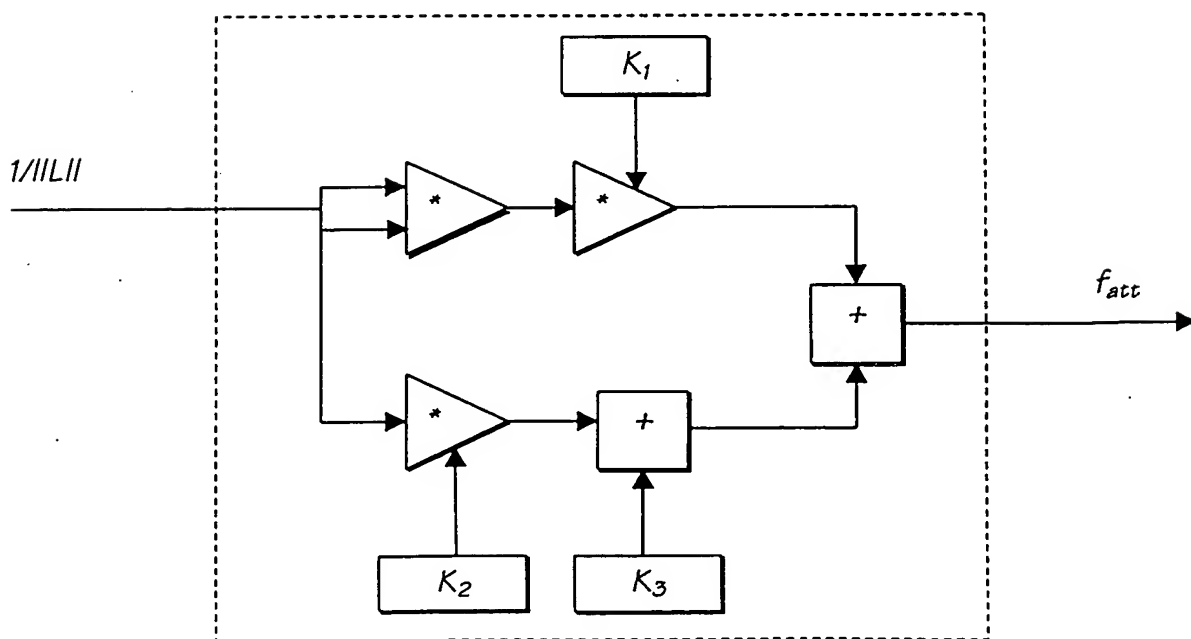 K₁
1/||L||
*
*
+
f_att
*
+
K₂
K₃